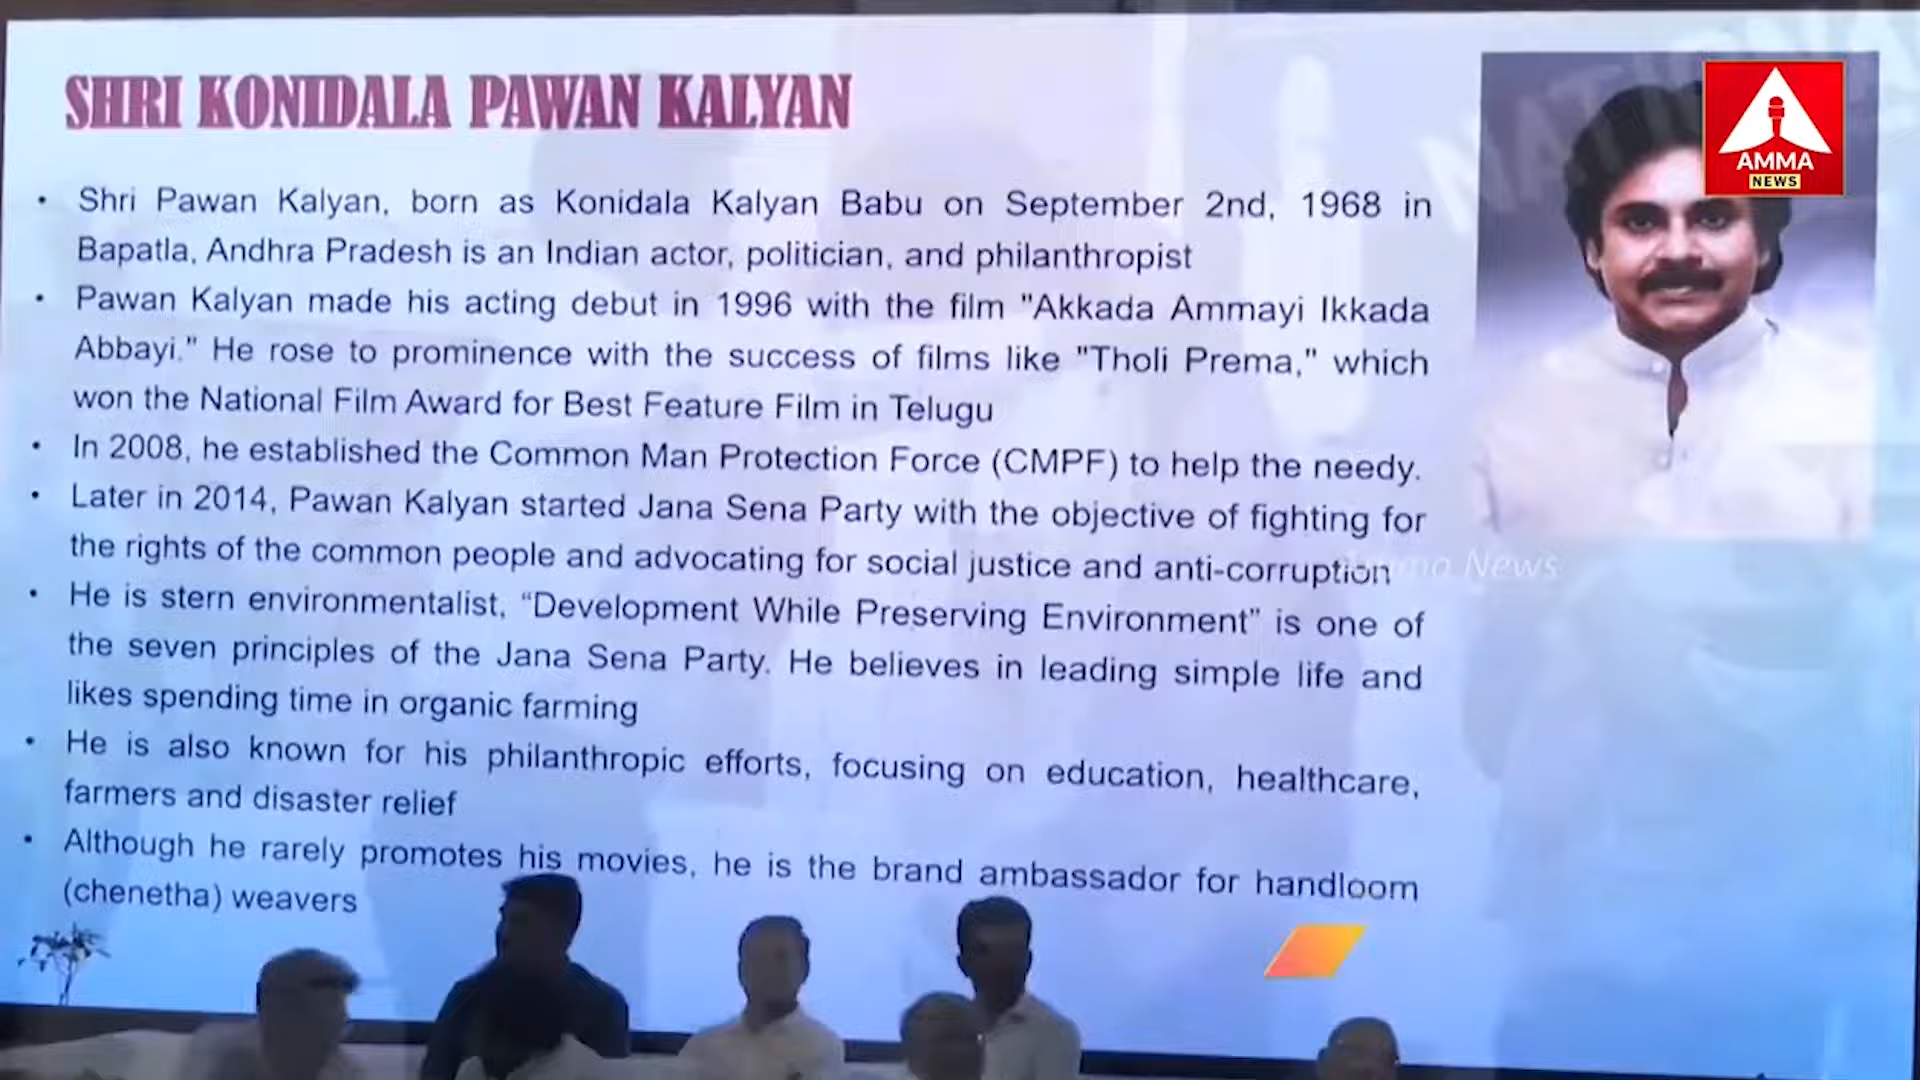 SHRI KONIDALA PAWAN KALYAN
AMMA
NEWS
• Shri Pawan Kalyan, born as Konidala Kalyan Babu on September 2nd, 1968 in
Bapatla, Andhra Pradesh is an Indian actor, politician, and philanthropist
• Pawan Kalyan made his acting debut in 1996 with the film "Akkada Ammayi Ikkada
Abbayi." He rose to prominence with the success of films like "Tholi Prema," which
won the National Film Award for Best Feature Film in Telugu
• In 2008, he established the Common Man Protection Force (CMPF) to help the needy.
• Later in 2014, Pawan Kalyan started Jana Sena Party with the objective of fighting for
the rights of the common people and advocating for social justice and anti-corruption
News
• He is stern environmentalist, “Development While Preserving Environment” is one of
the seven principles of the Jana Sena Party. He believes in leading simple life and
likes spending time in organic farming
• He is also known for his philanthropic efforts, focusing on education, healthcare,
farmers and disaster relief
• Although he rarely promotes his movies, he is the brand ambassador for handloom
(chenetha) weavers